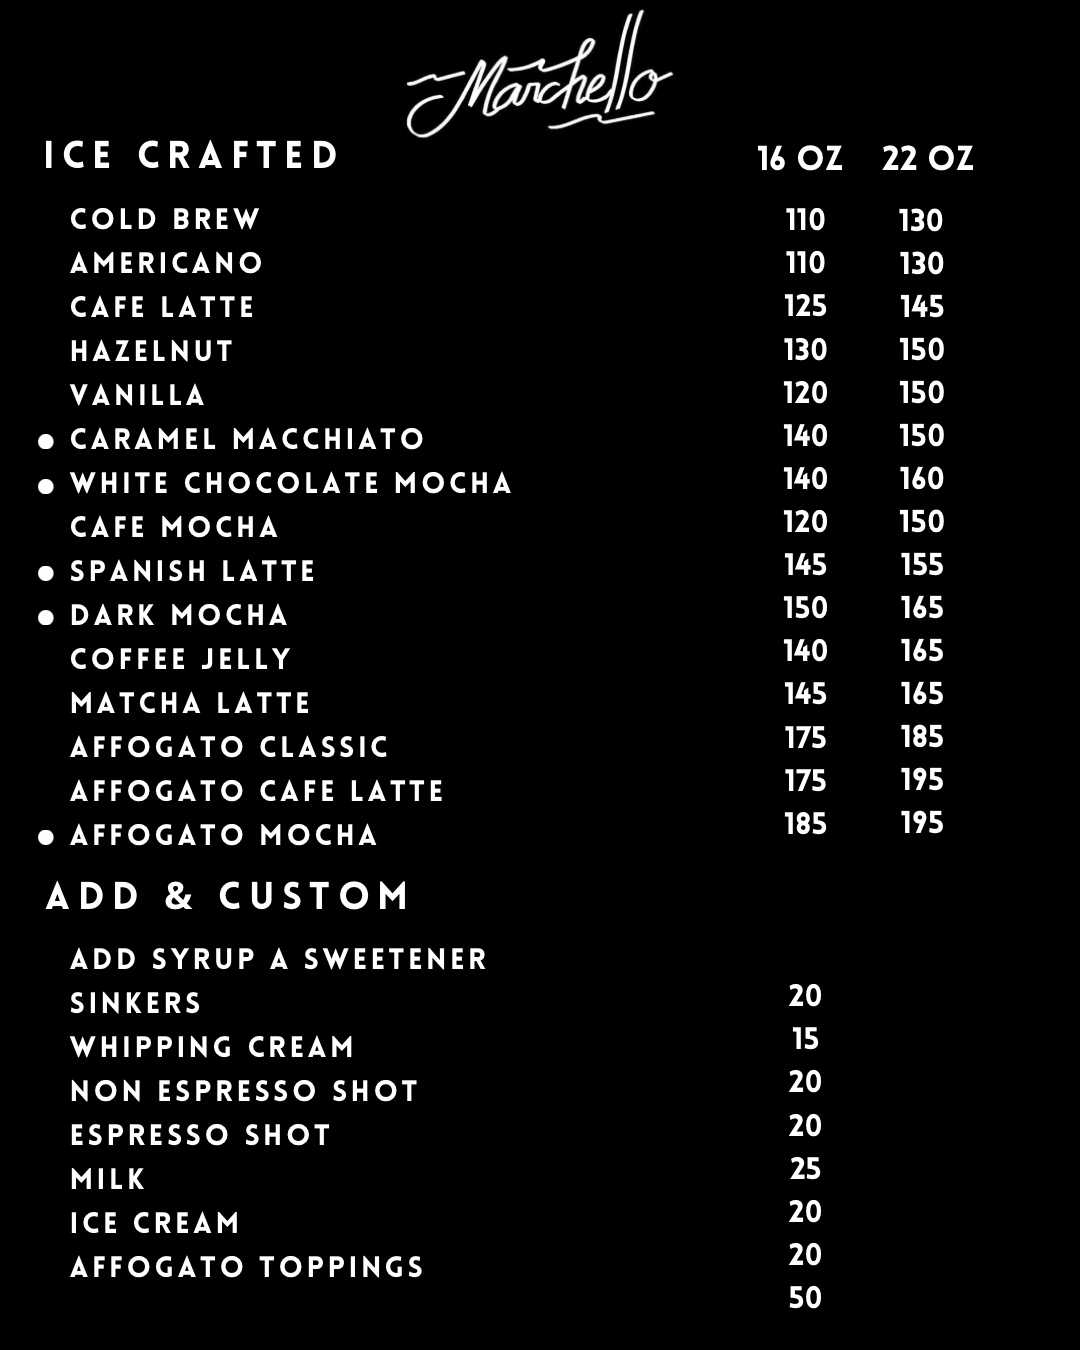 Marchello
ICE CRAFTED 16 OZ 22 OZ
COLD BREW 110 130
AMERICANO 110 130
CAFE LATTE 125 145
HAZELNUT 130 150
VANILLA 120 150
• CARAMEL MACCHIATO 140 150
• WHITE CHOCOLATE MOCHA 140 160
CAFE MOCHA 120 150
• SPANISH LATTE 145 155
• DARK MOCHA 150 165
COFFEE JELLY 140 165
MATCHA LATTE 145 165
AFFOGATO CLASSIC 175 185
AFFOGATO CAFE LATTE 175 195
• AFFOGATO MOCHA 185 195
ADD & CUSTOM
ADD SYRUP A SWEETENER 20
SINKERS 15
WHIPPING CREAM 20
NON ESPRESSO SHOT 20
ESPRESSO SHOT 25
MILK 20
ICE CREAM 20
AFFOGATO TOPPINGS 50